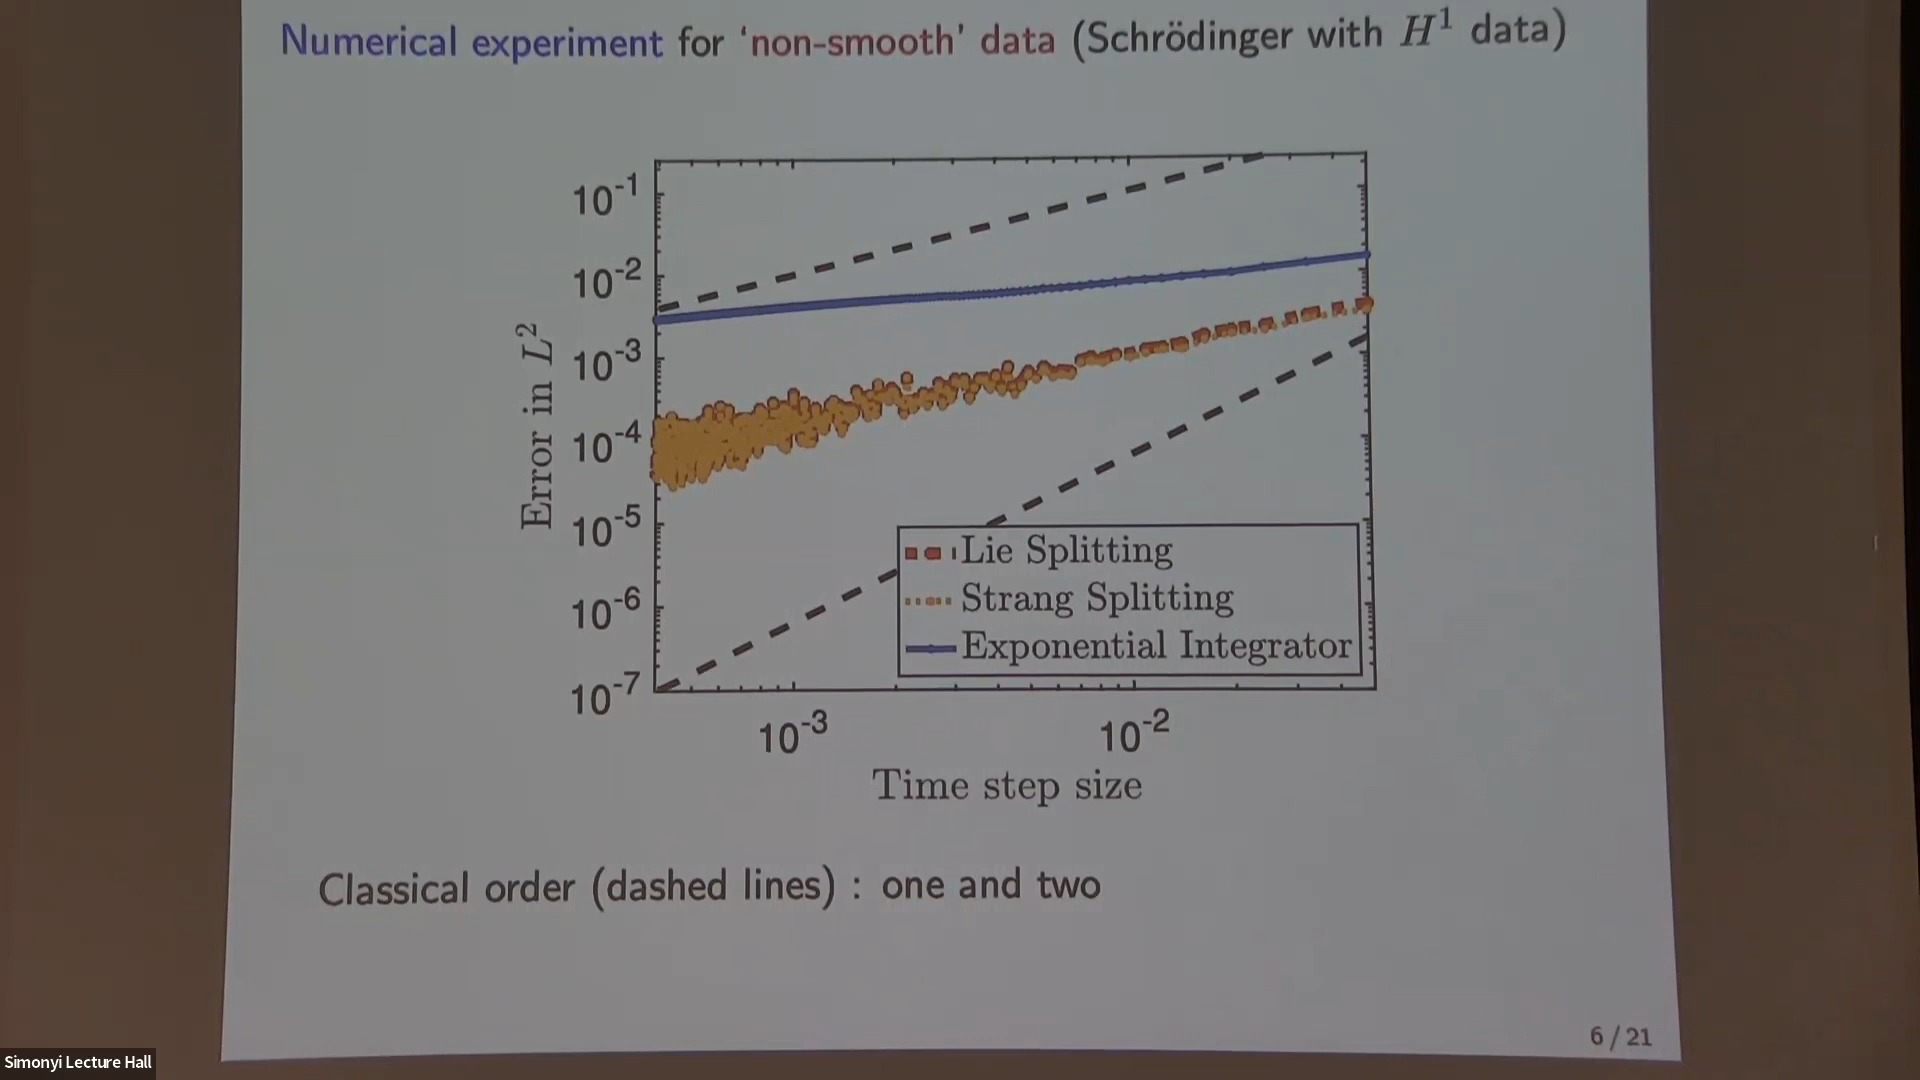 Numerical experiment for ‘non-smooth’ data (Schrödinger with H¹ data)
10⁻¹
10⁻²
10⁻³
10⁻⁴
10⁻⁵
10⁻⁶
10⁻⁷
Error in L²
Lie Splitting
Strang Splitting
Exponential Integrator
10⁻³
10⁻²
Time step size
Classical order (dashed lines) : one and two
6 / 21
Simonyi Lecture Hall